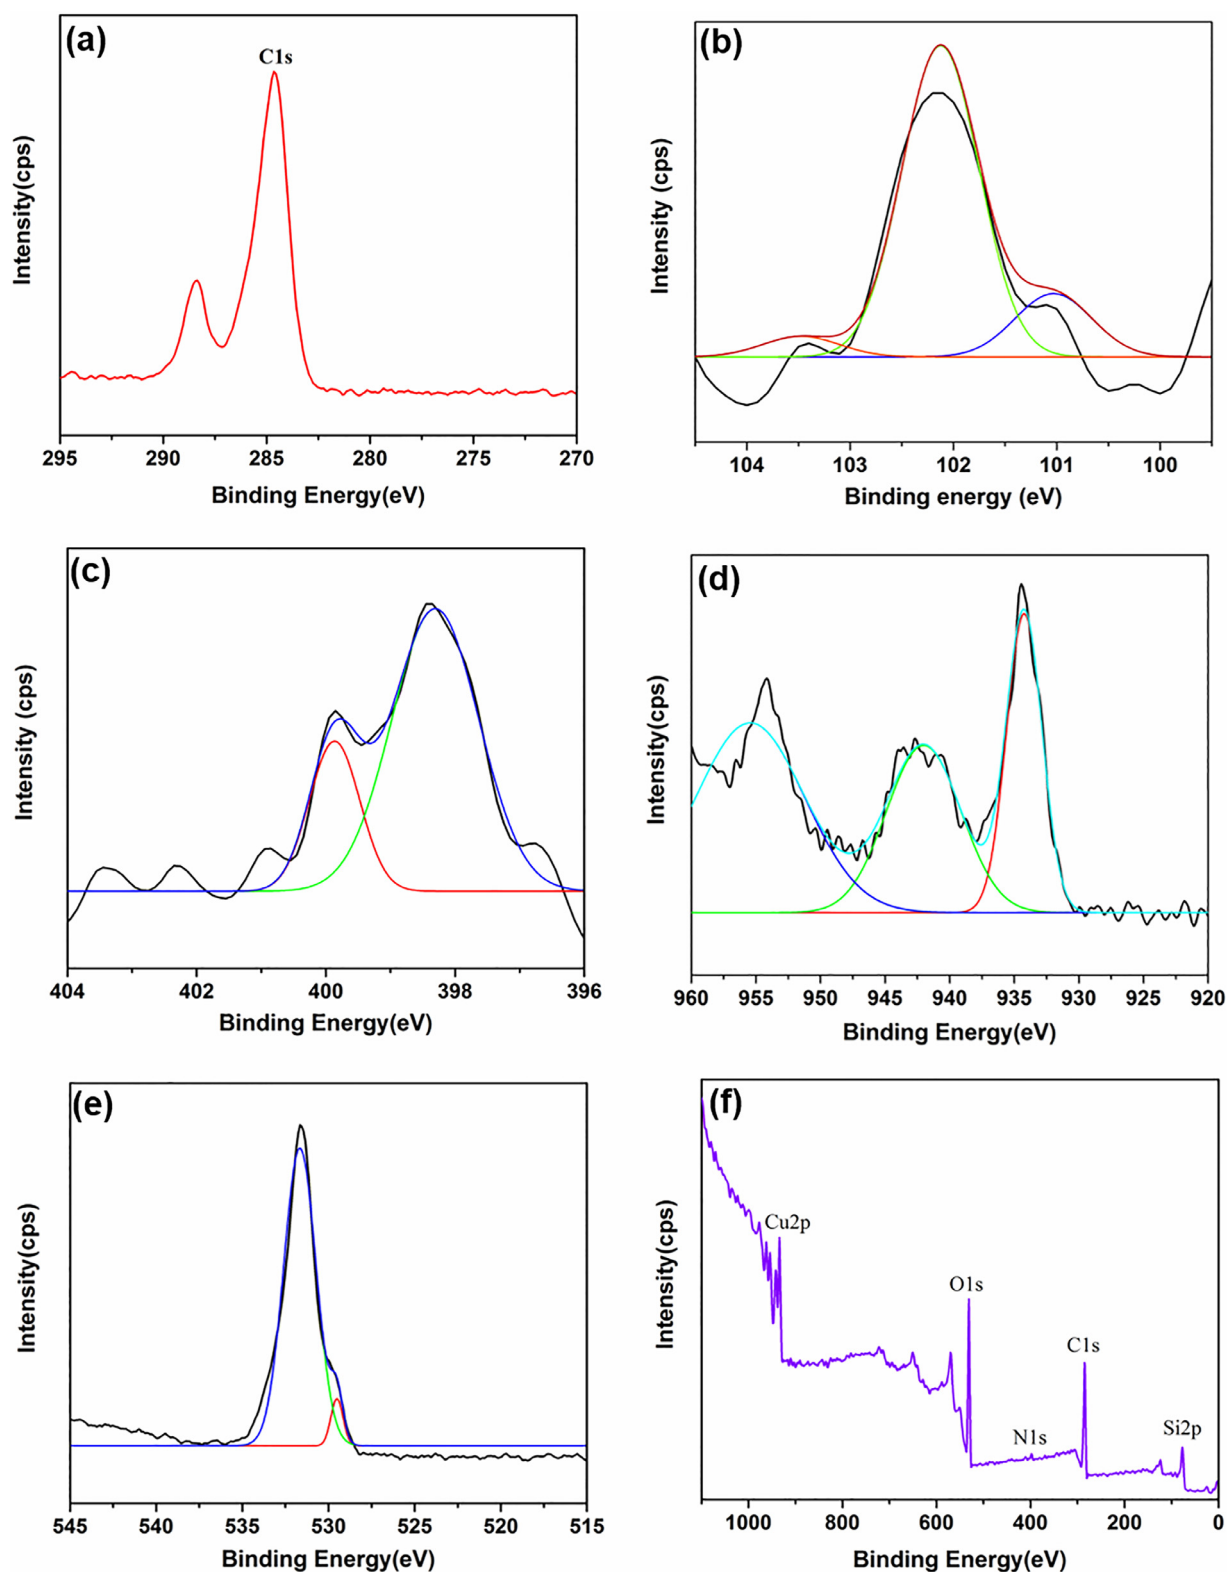 (a)
C1s
Intensity(cps)
295 290 285 280 275 270
Binding Energy(eV)
(b)
Intensity (cps)
104 103 102 101 100
Binding energy (eV)
(c)
Intensity (cps)
404 402 400 398 396
Binding Energy(eV)
(d)
Intensity(cps)
960 955 950 945 940 935 930 925 920
Binding Energy(eV)
(e)
Intensity(cps)
545 540 535 530 525 520 515
Binding Energy(eV)
(f)
Cu2p
O1s
C1s
N1s
Si2p
Intensity(cps)
1000 800 600 400 200 0
Binding Energy(eV)